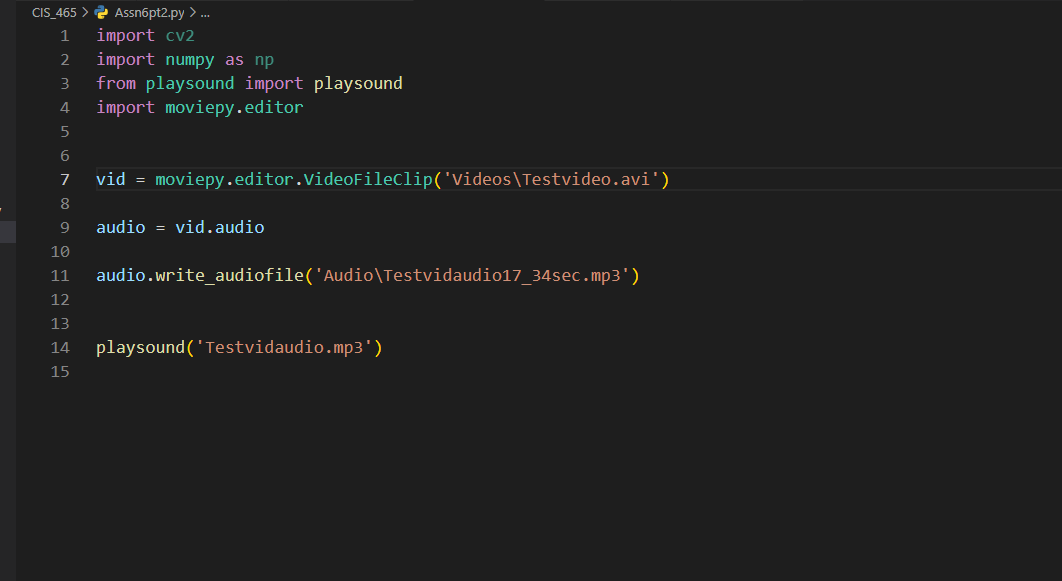 CIS_465 > Assn6pt2.py > ...
1 import cv2
2 import numpy as np
3 from playsound import playsound
4 import moviepy.editor
5
6
7 vid = moviepy.editor.VideoFileClip('Videos\Testvideo.avi')
8
9 audio = vid.audio
10
11 audio.write_audiofile('Audio\Testvidaudio17_34sec.mp3')
12
13
14 playsound('Testvidaudio.mp3')
15